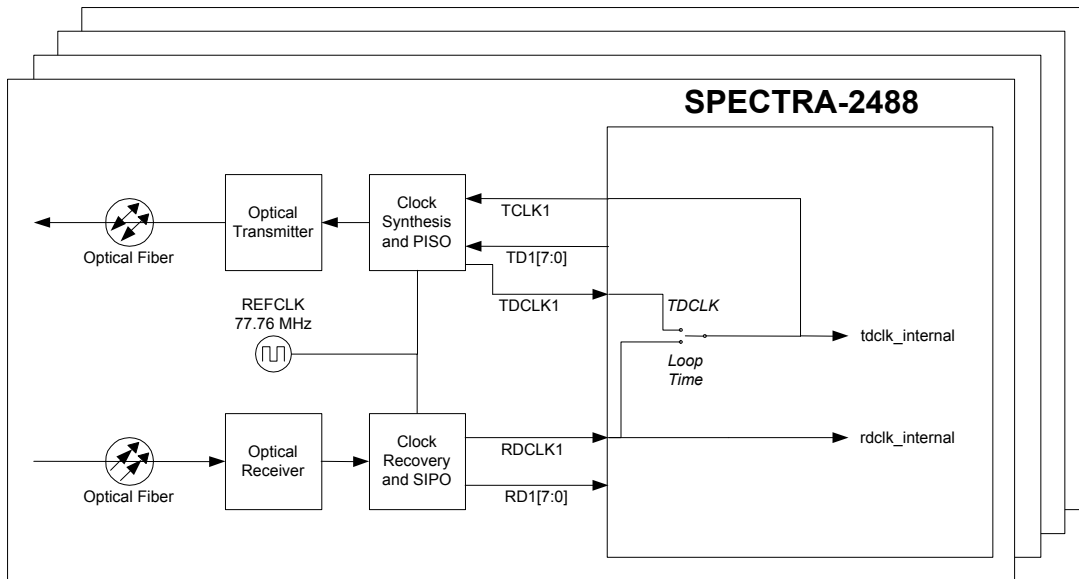 SPECTRA-2488
Optical Fiber
Optical
Transmitter
Clock
Synthesis
and PISO
TCLK1
TD1[7:0]
TDCLK1
TDCLK
REFCLK
77.76 MHz
tdclk_internal
Loop
Time
Optical Fiber
Optical
Receiver
Clock
Recovery
and SIPO
RDCLK1
rdclk_internal
RD1[7:0]